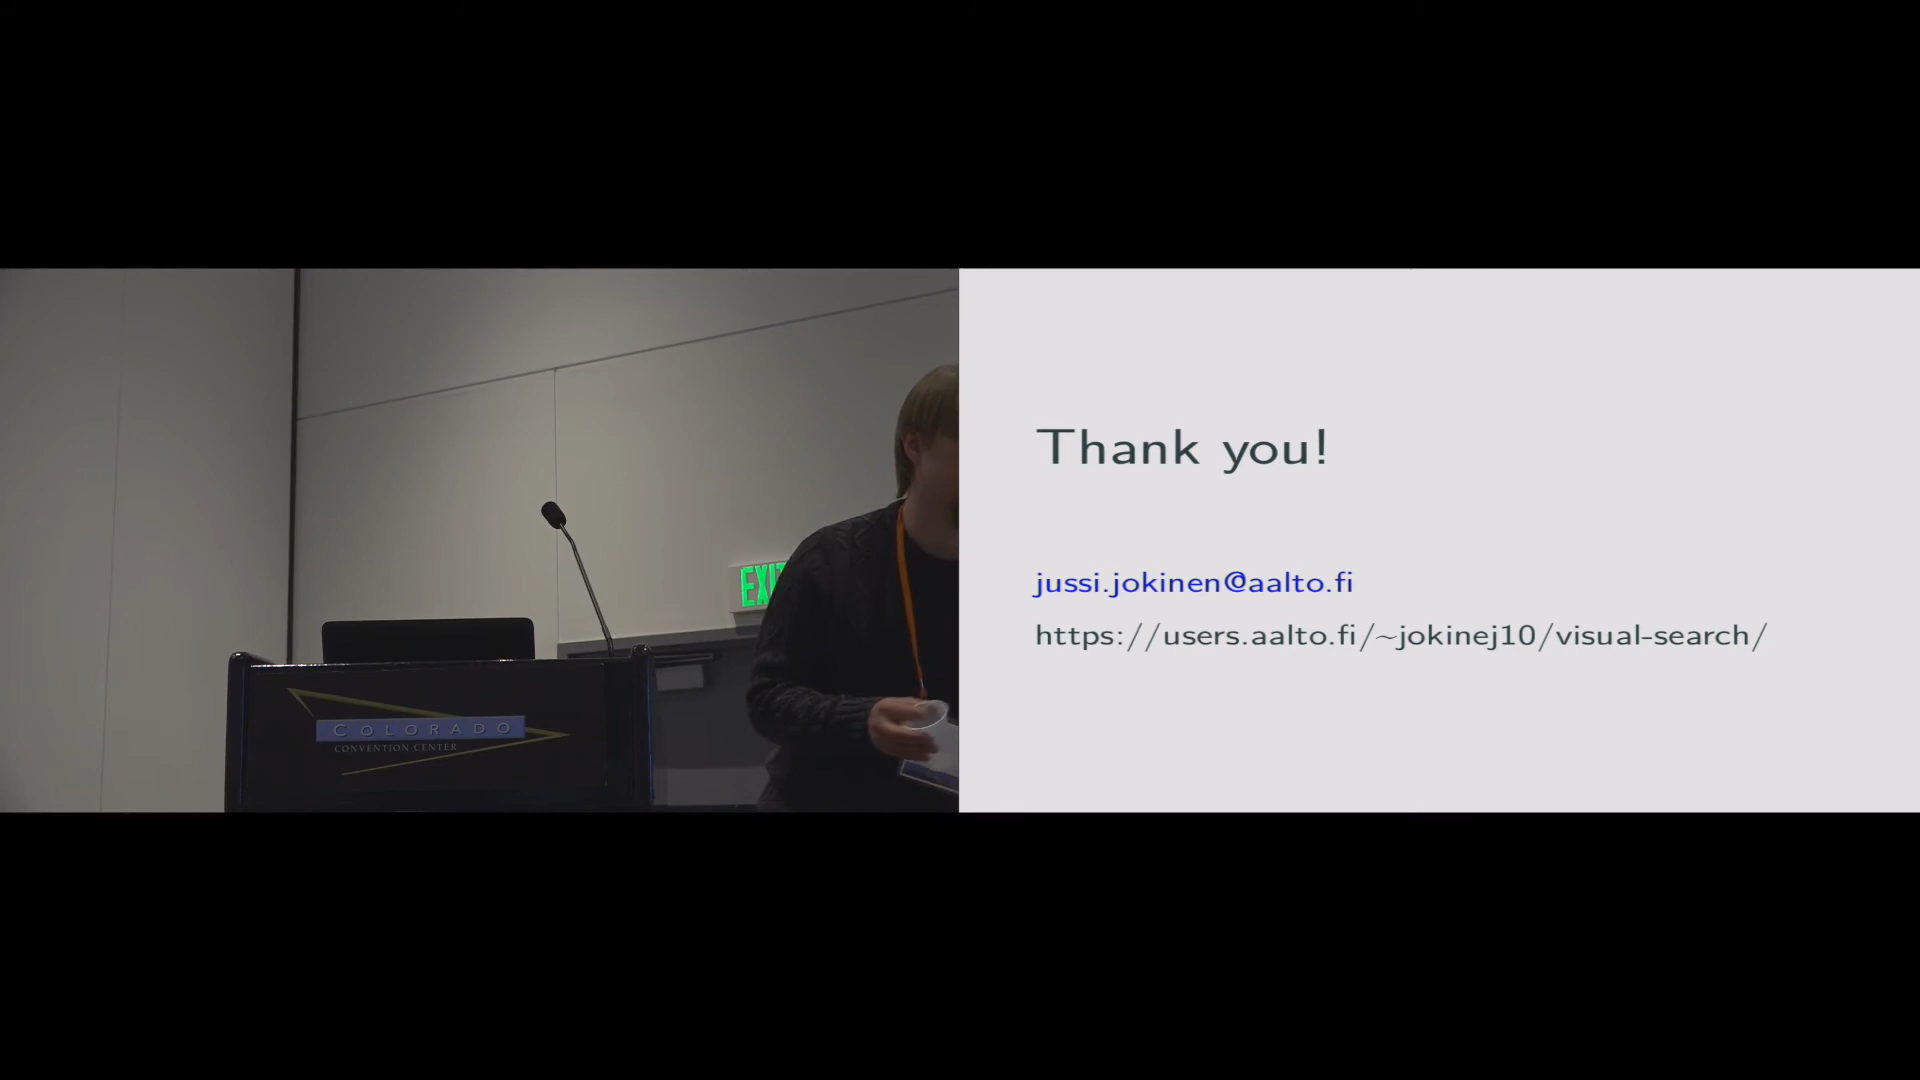 EXIT
COLORADO
CONVENTION CENTER
Thank you!
jussi.jokinen@aalto.fi
https://users.aalto.fi/~jokinej10/visual-search/